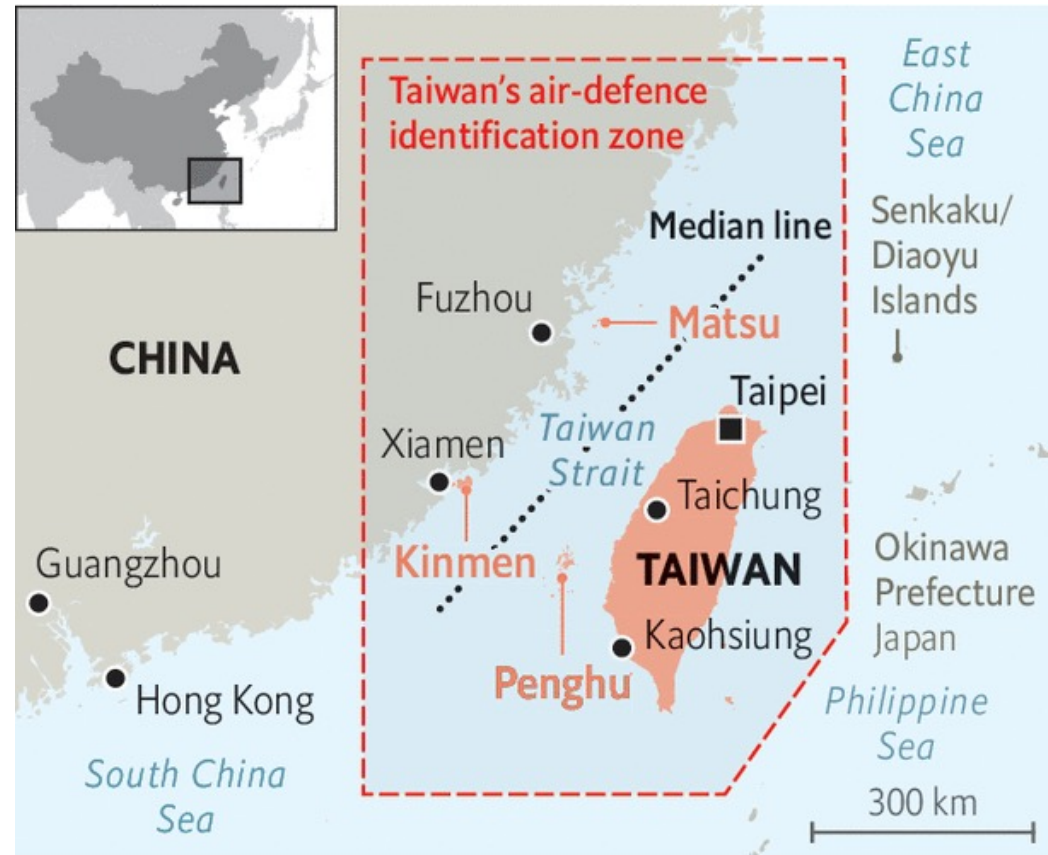 Taiwan's air-defence
identification zone
East
China
Sea
Median line
Senkaku/
Diaoyu
Islands
Fuzhou
Matsu
CHINA
Taipei
Xiamen
Taiwan
Strait
Taichung
Kinmen
TAIWAN
Guangzhou
Okinawa
Prefecture
Japan
Kaohsiung
Penghu
Hong Kong
Philippine
Sea
South China
Sea
300 km